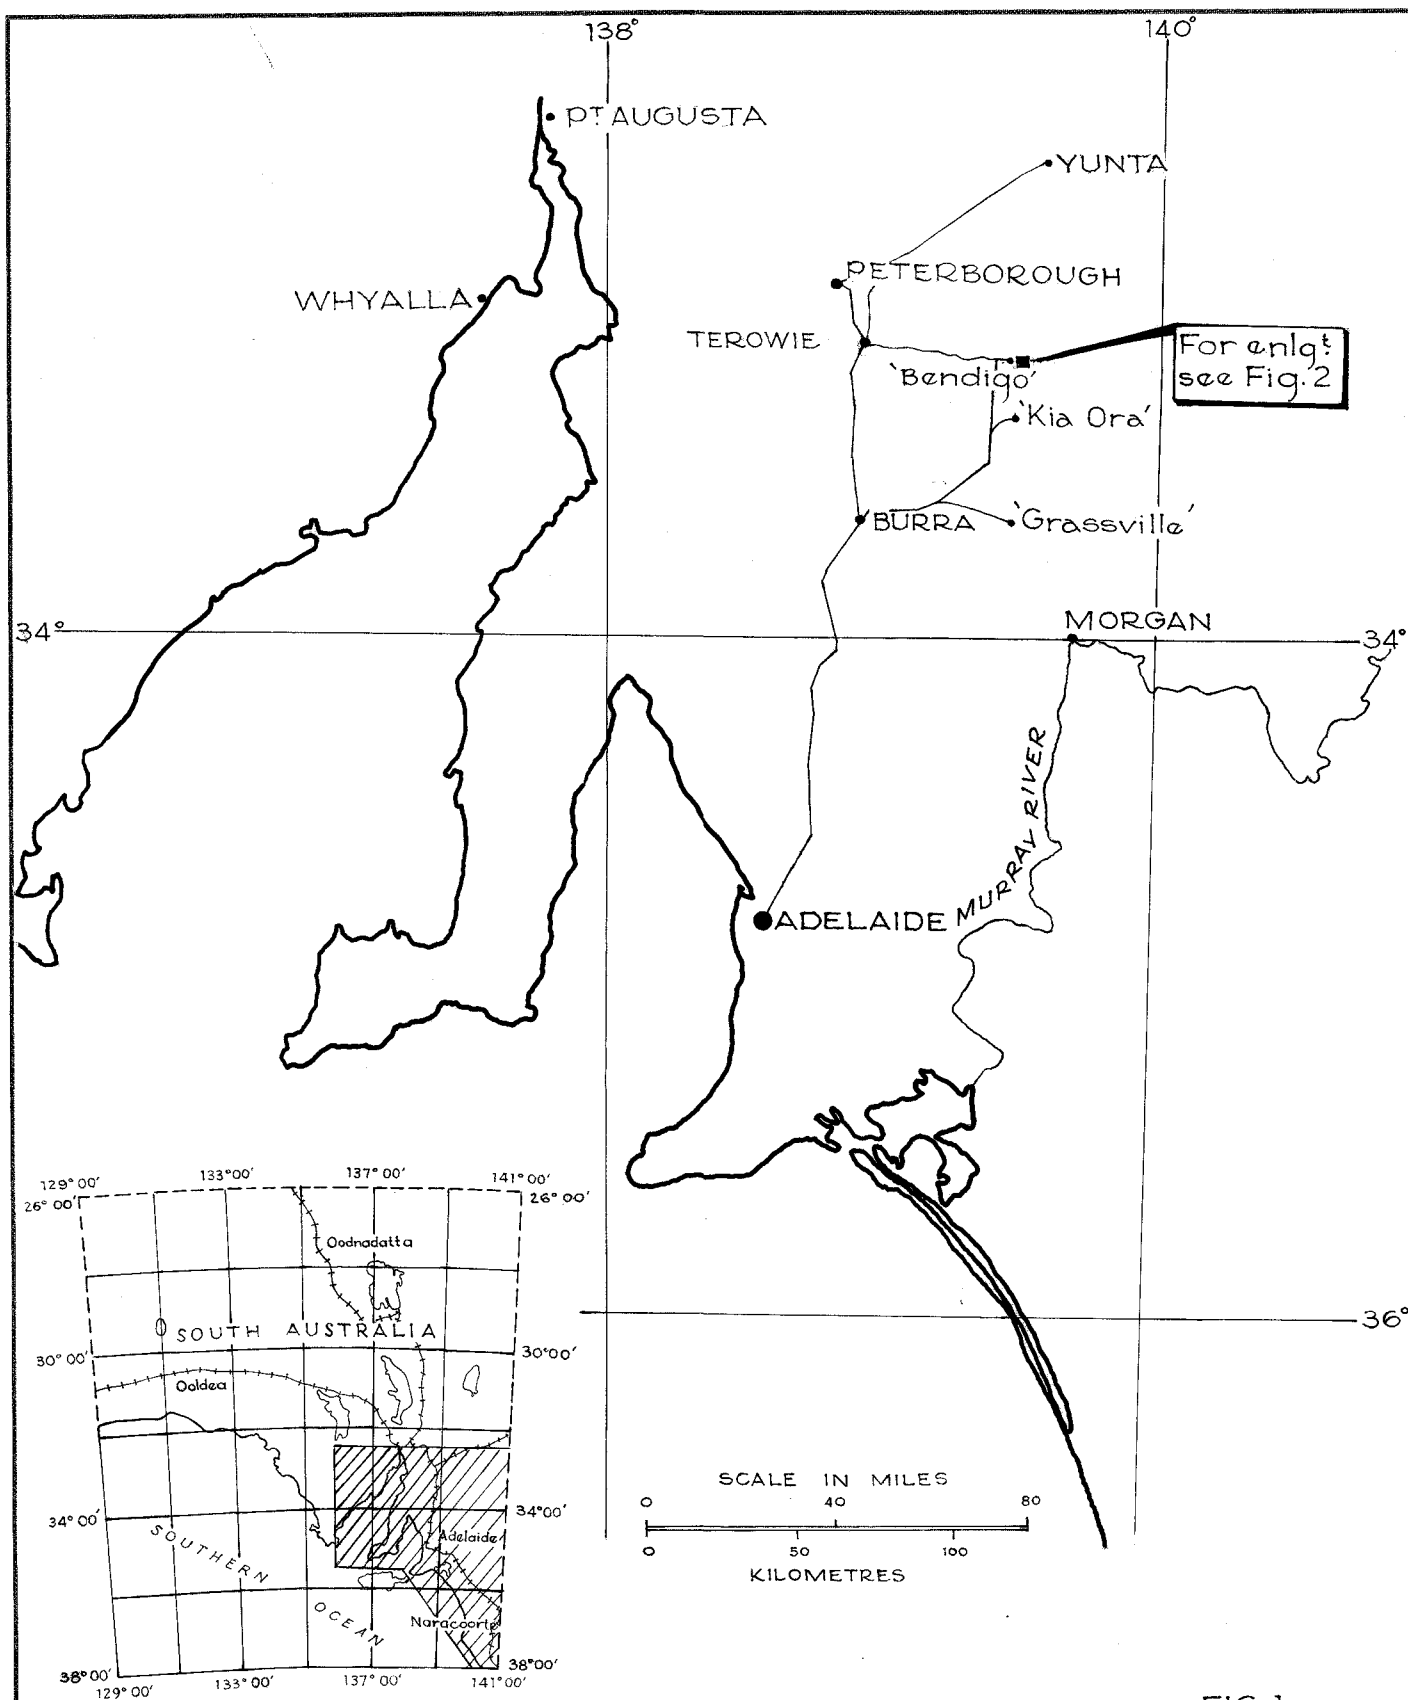 138° 140°
PT AUGUSTA
YUNTA
PETERBOROUGH
WHYALLA
TEROWIE
For enlgt.
see Fig. 2
'Bendigo'
'Kia Ora'
BURRA
'Grassville'
MORGAN
34° 34°
MURRAY RIVER
ADELAIDE
36°
129° 00' 133° 00' 137° 00' 141° 00'
26° 00' 26° 00'
Oodnadatta
SOUTH AUSTRALIA
30° 00' 30° 00'
Ooldea
34° 00' 34° 00'
Adelaide
SOUTHERN OCEAN
Naracoorte
38° 00' 38° 00'
129° 00' 133° 00' 137° 00' 141° 00'
SCALE IN MILES
0 40 80
0 50 100
KILOMETRES